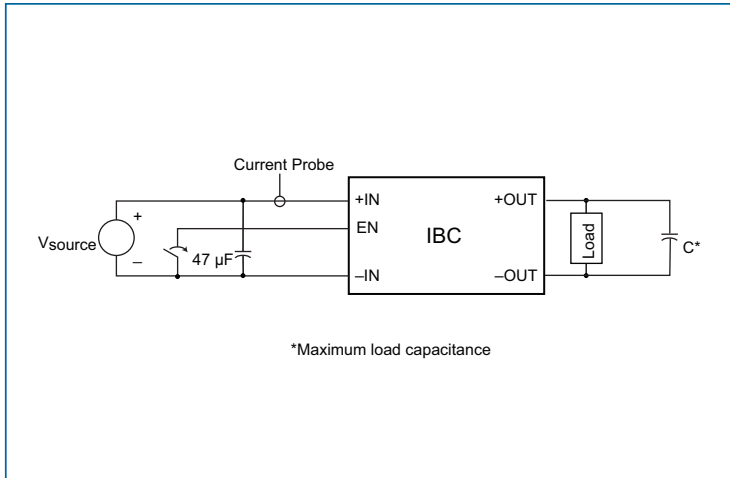 Current Probe
+IN
+OUT
+
EN
IBC
Vsource
Load
47 µF
C*
–
–IN
–OUT
*Maximum load capacitance